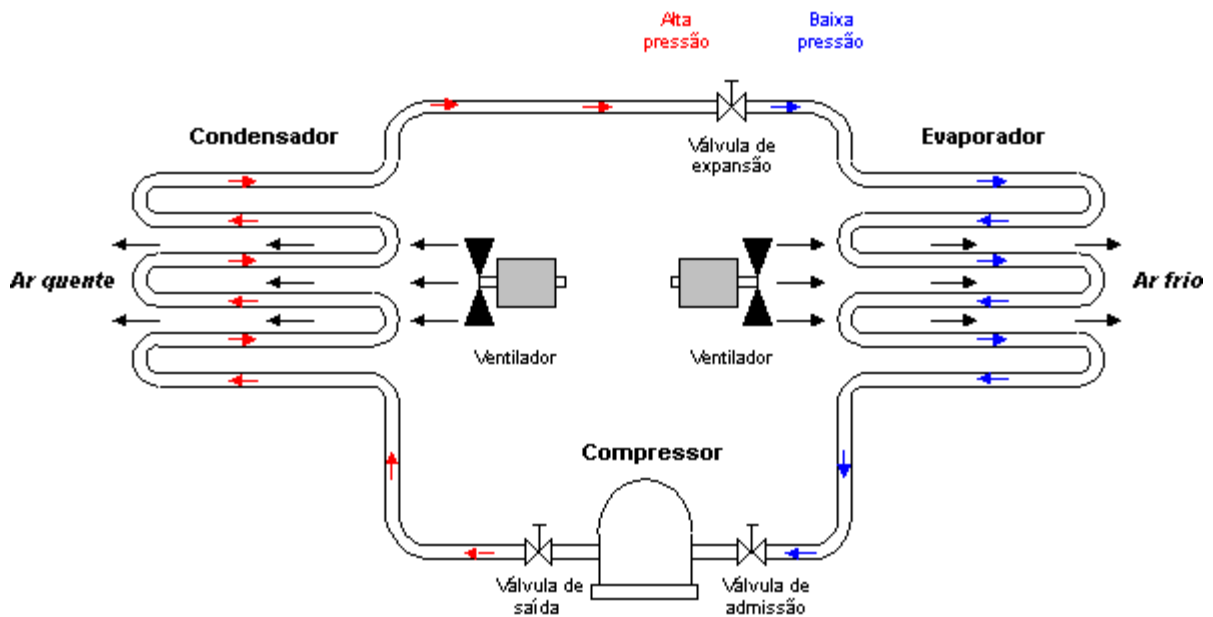 Alta
pressão
Baixa
pressão
Condensador
Válvula de
expansão
Evaporador
Ar quente
Ar frio
Ventilador
Ventilador
Compressor
Válvula de
saída
Válvula de
admissão